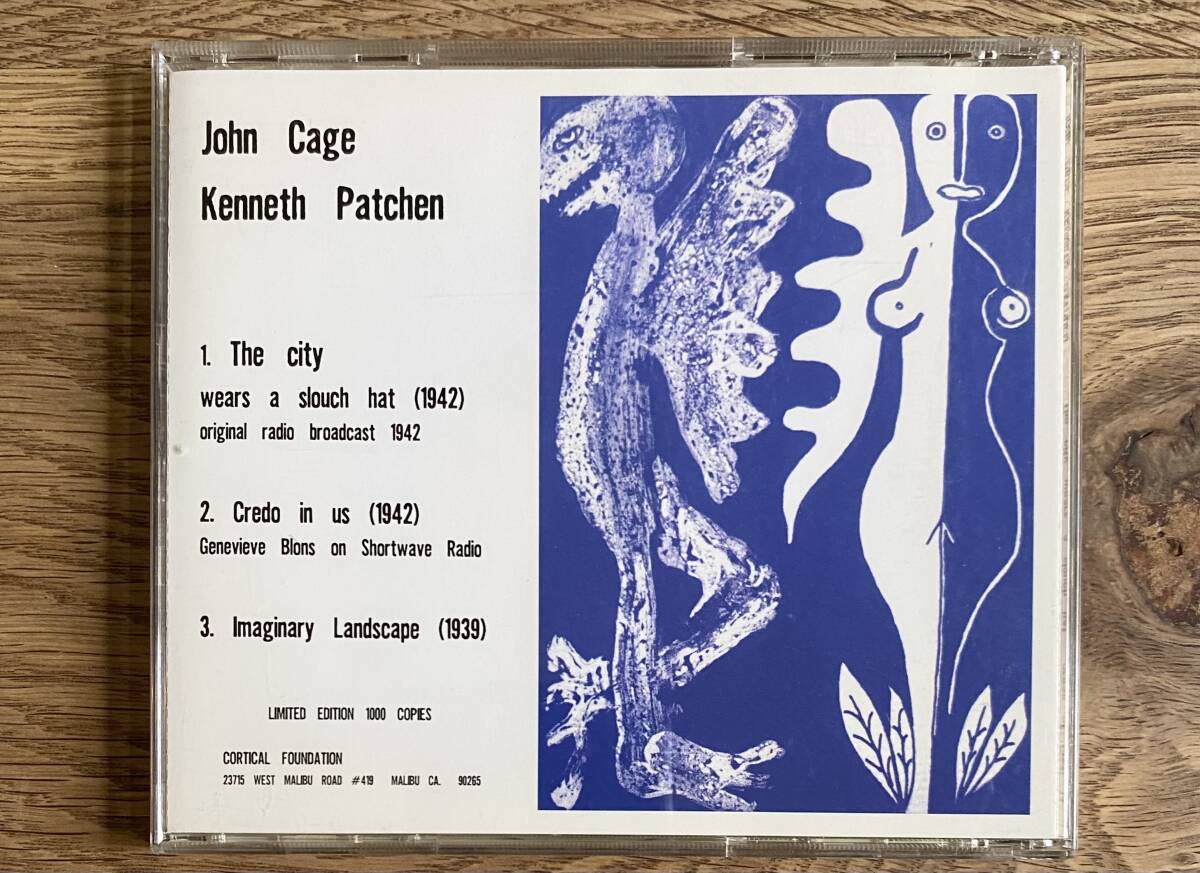 John Cage
Kenneth Patchen
1. The city
wears a slouch hat (1942)
original radio broadcast 1942
2. Credo in us (1942)
Genevieve Blons on Shortwave Radio
3. Imaginary Landscape (1939)
LIMITED EDITION 1000 COPIES
CORTICAL FOUNDATION
23715 WEST MALIBU ROAD #419 MALIBU CA. 90265